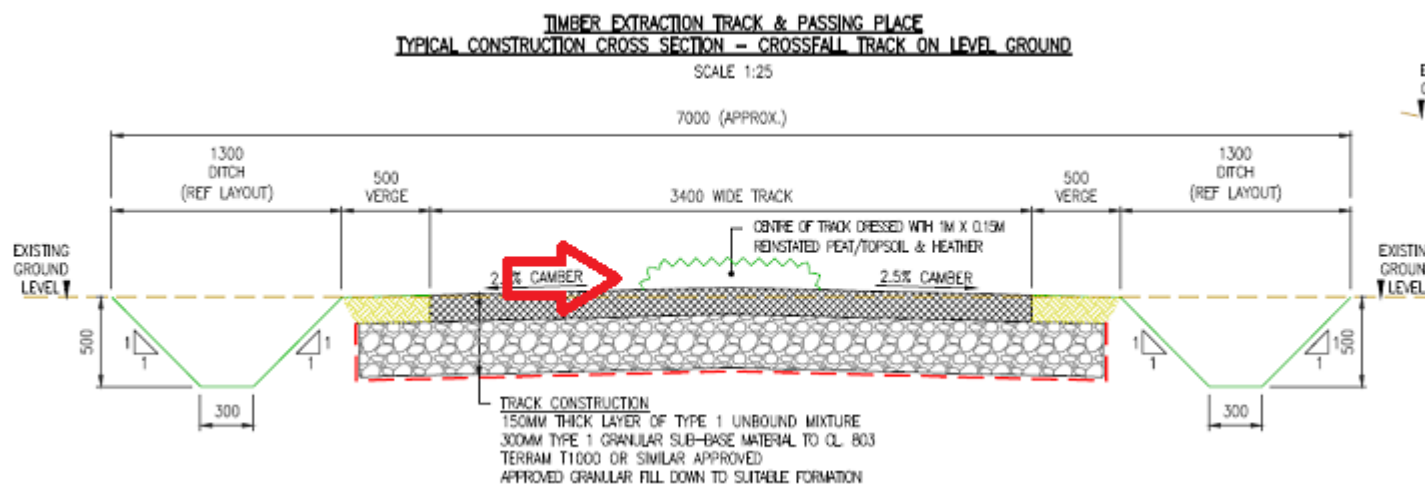 TIMBER EXTRACTION TRACK & PASSING PLACE
TYPICAL CONSTRUCTION CROSS SECTION – CROSSFALL TRACK ON LEVEL GROUND
SCALE 1:25
7000 (APPROX.)
1300
DITCH
(REF LAYOUT)
500
VERGE
3400 WIDE TRACK
500
VERGE
1300
DITCH
(REF LAYOUT)
CENTRE OF TRACK DRESSED WITH 1M X 0.15M
REINSTATED PEAT/TOPSOIL & HEATHER
EXISTING
GROUND
LEVEL
CAMBER
2.5% CAMBER
EXISTING
GROUND
LEVEL
500
1
1
1
1
1
1
1
1
500
300
300
TRACK CONSTRUCTION
150MM THICK LAYER OF TYPE 1 UNBOUND MIXTURE
300MM TYPE 1 GRANULAR SUB-BASE MATERIAL TO CL. 803
TERRAM T1000 OR SIMILAR APPROVED
APPROVED GRANULAR FILL DOWN TO SUITABLE FORMATION